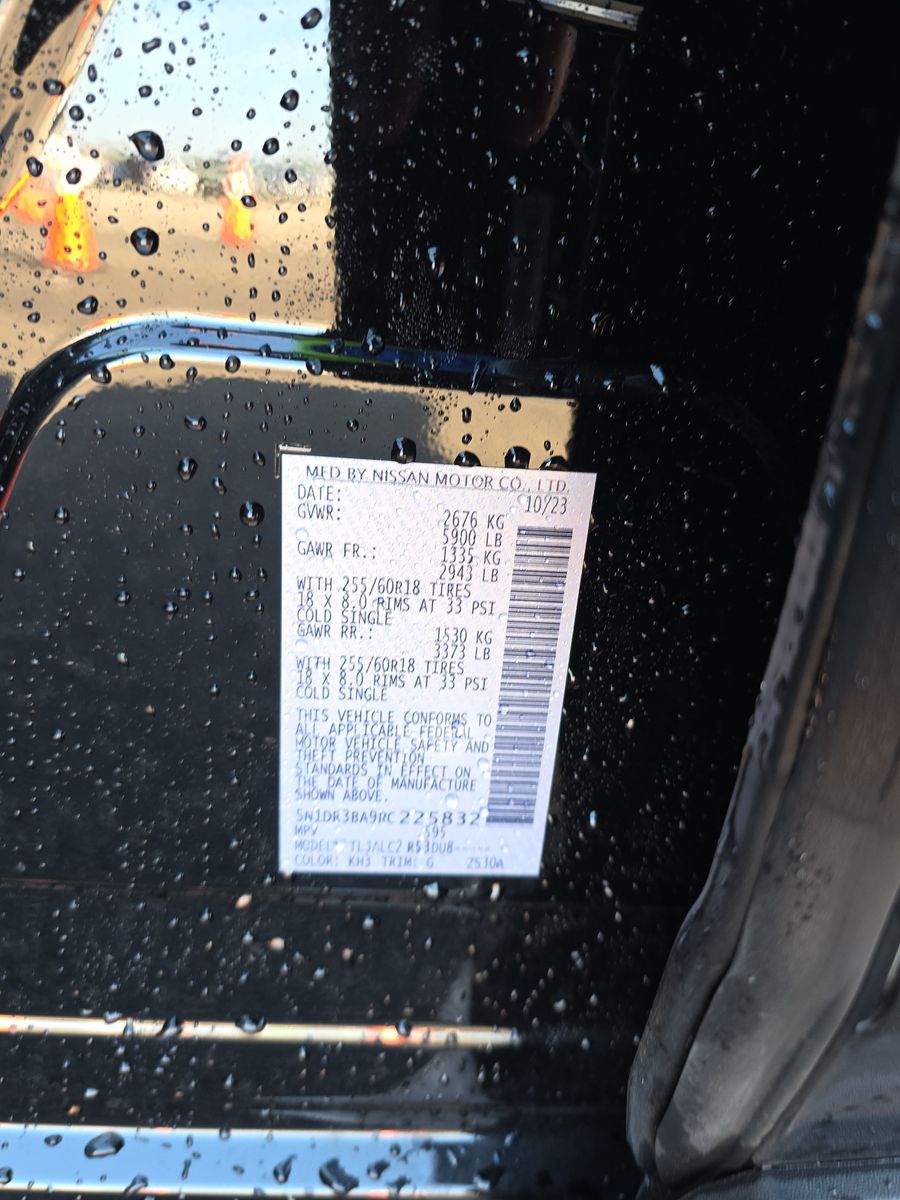 MFD BY NISSAN MOTOR CO., LTD.
DATE: 10/23
GVWR: 2676 KG
5900 LB
GAWR FR.: 1335 KG
2943 LB
WITH 255/60R18 TIRES
18 X 8.0 RIMS AT 33 PSI
COLD SINGLE
GAWR RR.: 1530 KG
3373 LB
WITH 255/60R18 TIRES
18 X 8.0 RIMS AT 33 PSI
COLD SINGLE
THIS VEHICLE CONFORMS TO
ALL APPLICABLE FEDERAL
MOTOR VEHICLE SAFETY AND
THEFT PREVENTION
STANDARDS IN EFFECT ON
THE DATE OF MANUFACTURE
SHOWN ABOVE.
5N1DR3BA9RC225832
MPV 595
MODEL: TLJALC2 R53DU8-----
COLOR: KH3 TRIM: G 2S30A